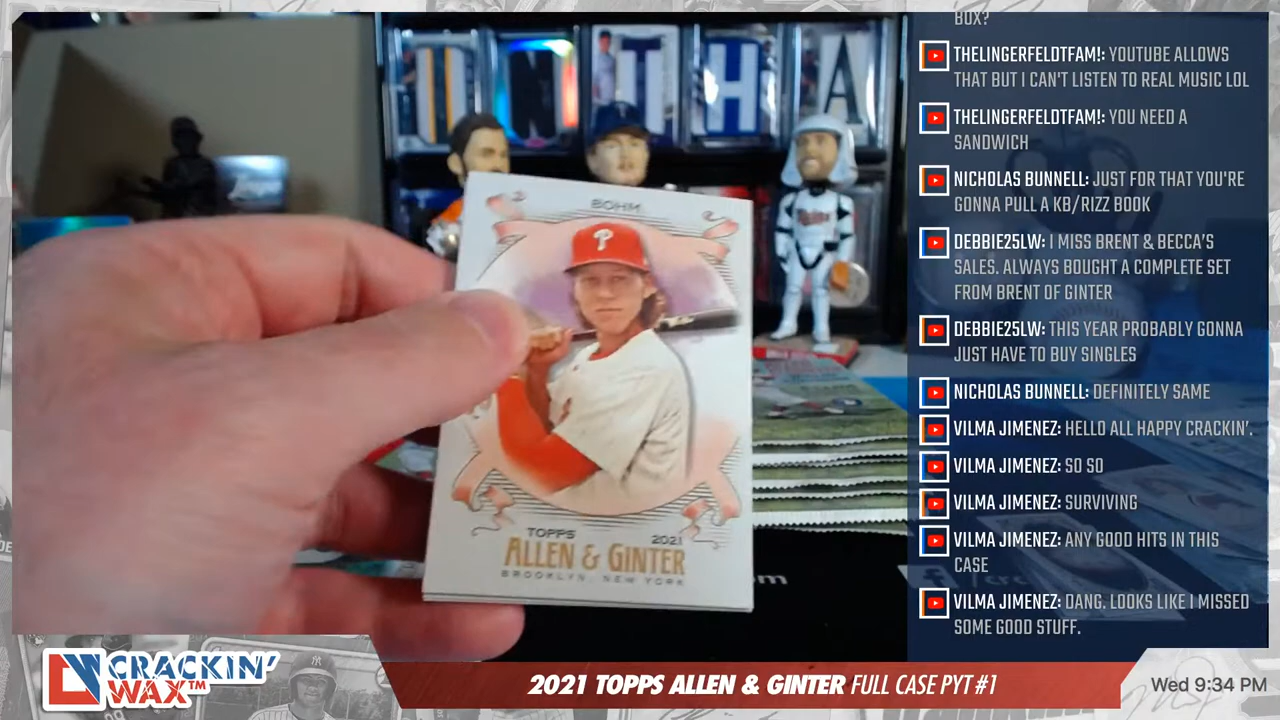 BOX?
THELINGERFELDTFAM!: YOUTUBE ALLOWS
THAT BUT I CAN'T LISTEN TO REAL MUSIC LOL
THELINGERFELDTFAM!: YOU NEED A
SANDWICH
NICHOLAS BUNNELL: JUST FOR THAT YOU'RE
GONNA PULL A KB/RIZZ BOOK
DEBBIE25LW: I MISS BRENT & BECCA'S
SALES. ALWAYS BOUGHT A COMPLETE SET
FROM BRENT OF GINTER
DEBBIE25LW: THIS YEAR PROBABLY GONNA
JUST HAVE TO BUY SINGLES
NICHOLAS BUNNELL: DEFINITELY SAME
VILMA JIMENEZ: HELLO ALL HAPPY CRACKIN'.
VILMA JIMENEZ: SO SO
VILMA JIMENEZ: SURVIVING
VILMA JIMENEZ: ANY GOOD HITS IN THIS
CASE
VILMA JIMENEZ: DANG. LOOKS LIKE I MISSED
SOME GOOD STUFF.
THA
BOHM
P
TOPPS 2021
ALLEN & GINTER
BROOKLYN, NEW YORK
om
CRACKIN'
WAX™
2021 TOPPS ALLEN & GINTER FULL CASE PYT #1
Wed 9:34 PM